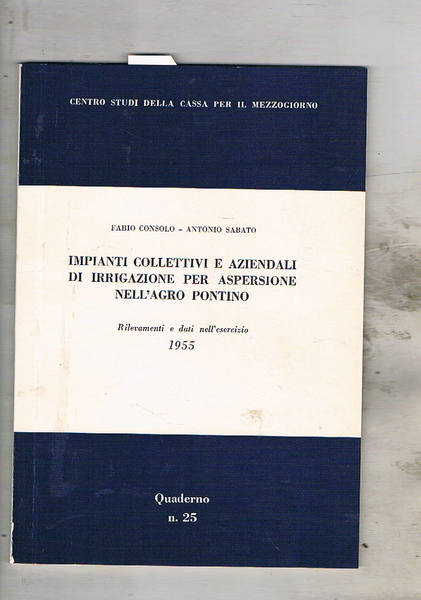 CENTRO STUDI DELLA CASSA PER IL MEZZOGIORNO
FABIO CONSOLO - ANTONIO SABATO
IMPIANTI COLLETTIVI E AZIENDALI
DI IRRIGAZIONE PER ASPERSIONE
NELL'AGRO PONTINO
Rilevamenti e dati nell'esercizio
1955
Quaderno
n. 25